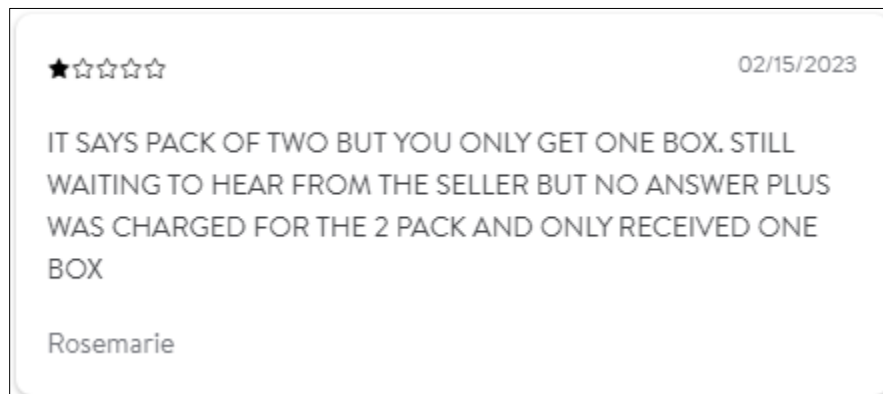 02/15/2023
IT SAYS PACK OF TWO BUT YOU ONLY GET ONE BOX. STILL
WAITING TO HEAR FROM THE SELLER BUT NO ANSWER PLUS
WAS CHARGED FOR THE 2 PACK AND ONLY RECEIVED ONE
BOX
Rosemarie